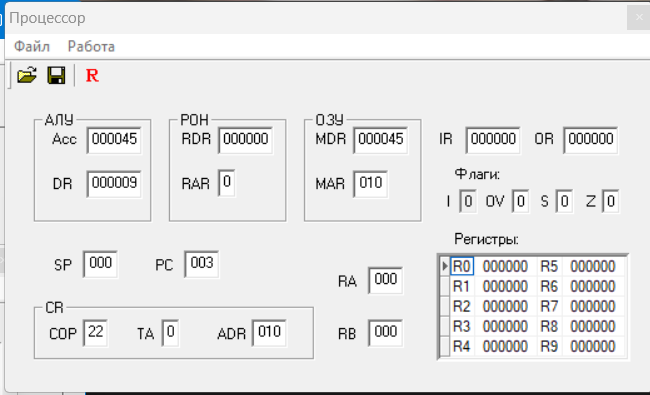 Процессор
Файл Работа
R
АЛУ РОН ОЗУ
Acc 000045 RDR 000000 MDR 000045 IR 000000 OR 000000
DR 000009 RAR 0 MAR 010
Флаги:
I 0 OV 0 S 0 Z 0
SP 000 PC 003
RA 000
Регистры:
R0 000000 R5 000000
R1 000000 R6 000000
R2 000000 R7 000000
R3 000000 R8 000000
R4 000000 R9 000000
CR
COP 22 TA 0 ADR 010
RB 000